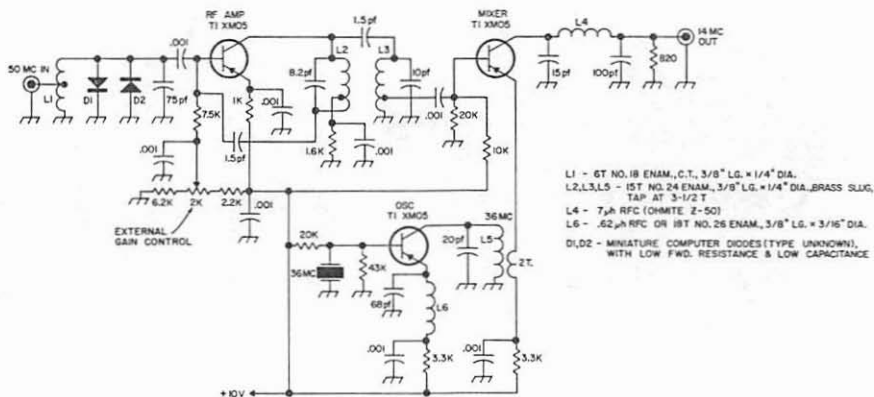 RF AMP
TI XM05
MIXER
TI XM05
50 MC IN
L1
D1
D2
75pf
.001
7.5K
.001
1K
.001
1.5pf
L2
L3
8.2pf
10pf
1.5pf
1.6K
.001
.001
20K
10K
L4
15pf
100pf
820
14 MC
OUT
6.2K
2K
2.2K
.001
EXTERNAL
GAIN CONTROL
OSC
TI XM05
36 MC
20K
36MC
43K
20pf
L5
2T.
68pf
L6
.001
3.3K
.001
3.3K
+10V
L1 - 6T NO. 18 ENAM., C.T., 3/8" LG. × 1/4" DIA.
L2,L3,L5 - 15T NO. 24 ENAM., 3/8" LG. × 1/4" DIA., BRASS SLUG,
TAP AT 3-1/2 T
L4 - 7µh RFC (OHMITE Z-50)
L6 - .62µh RFC OR 18T NO. 26 ENAM., 3/8" LG. × 3/16" DIA.
D1,D2 - MINIATURE COMPUTER DIODES (TYPE UNKNOWN),
WITH LOW FWD. RESISTANCE & LOW CAPACITANCE